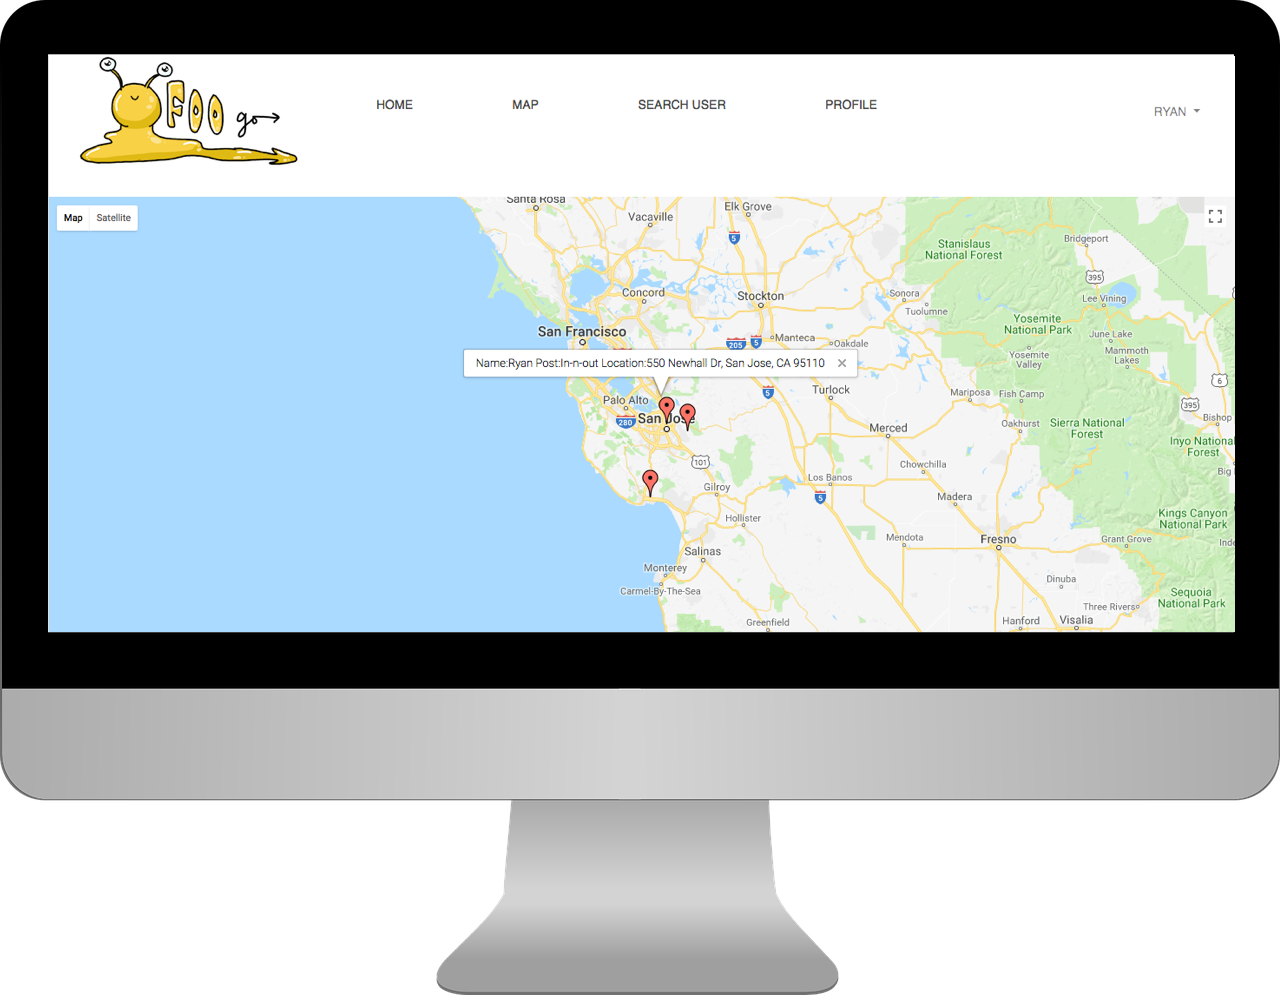 FOO go
HOME MAP SEARCH USER PROFILE
RYAN
Map Satellite
Santa Rosa
Elk Grove
Vacaville
5
Stanislaus
National Forest
Bridgeport
395
Concord
Stockton
Sonora
Lee Vining
Tuolumne
San Francisco
Yosemite
National Park
June Lake
205
5
Manteca
Oakdale
Yosemite
Valley
Mammoth
Lakes
Name:Ryan Post:In-n-out Location:550 Newhall Dr, San Jose, CA 95110
6
Palo Alto
5
Turlock
Mariposa
Fish Camp
395
280
San Jose
Merced
Oakhurst
Sierra National
Forest
Bishop
Inyo National
Forest
101
Chowchilla
Big
Los Banos
Gilroy
5
Madera
Hollister
Kings Canyon
National Park
Mendota
Fresno
Grant Grove
Inde
Salinas
Monterey
Dinuba
Carmel-By-The-Sea
Sequoia
National Park
Three Rivers
Greenfield
Hanford
Visalia